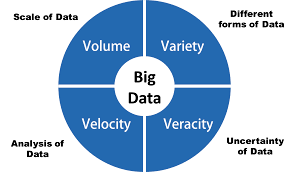 Scale of Data
Different
forms of Data
Volume
Variety
Big
Data
Velocity
Veracity
Analysis of
Data
Uncertainty
of Data